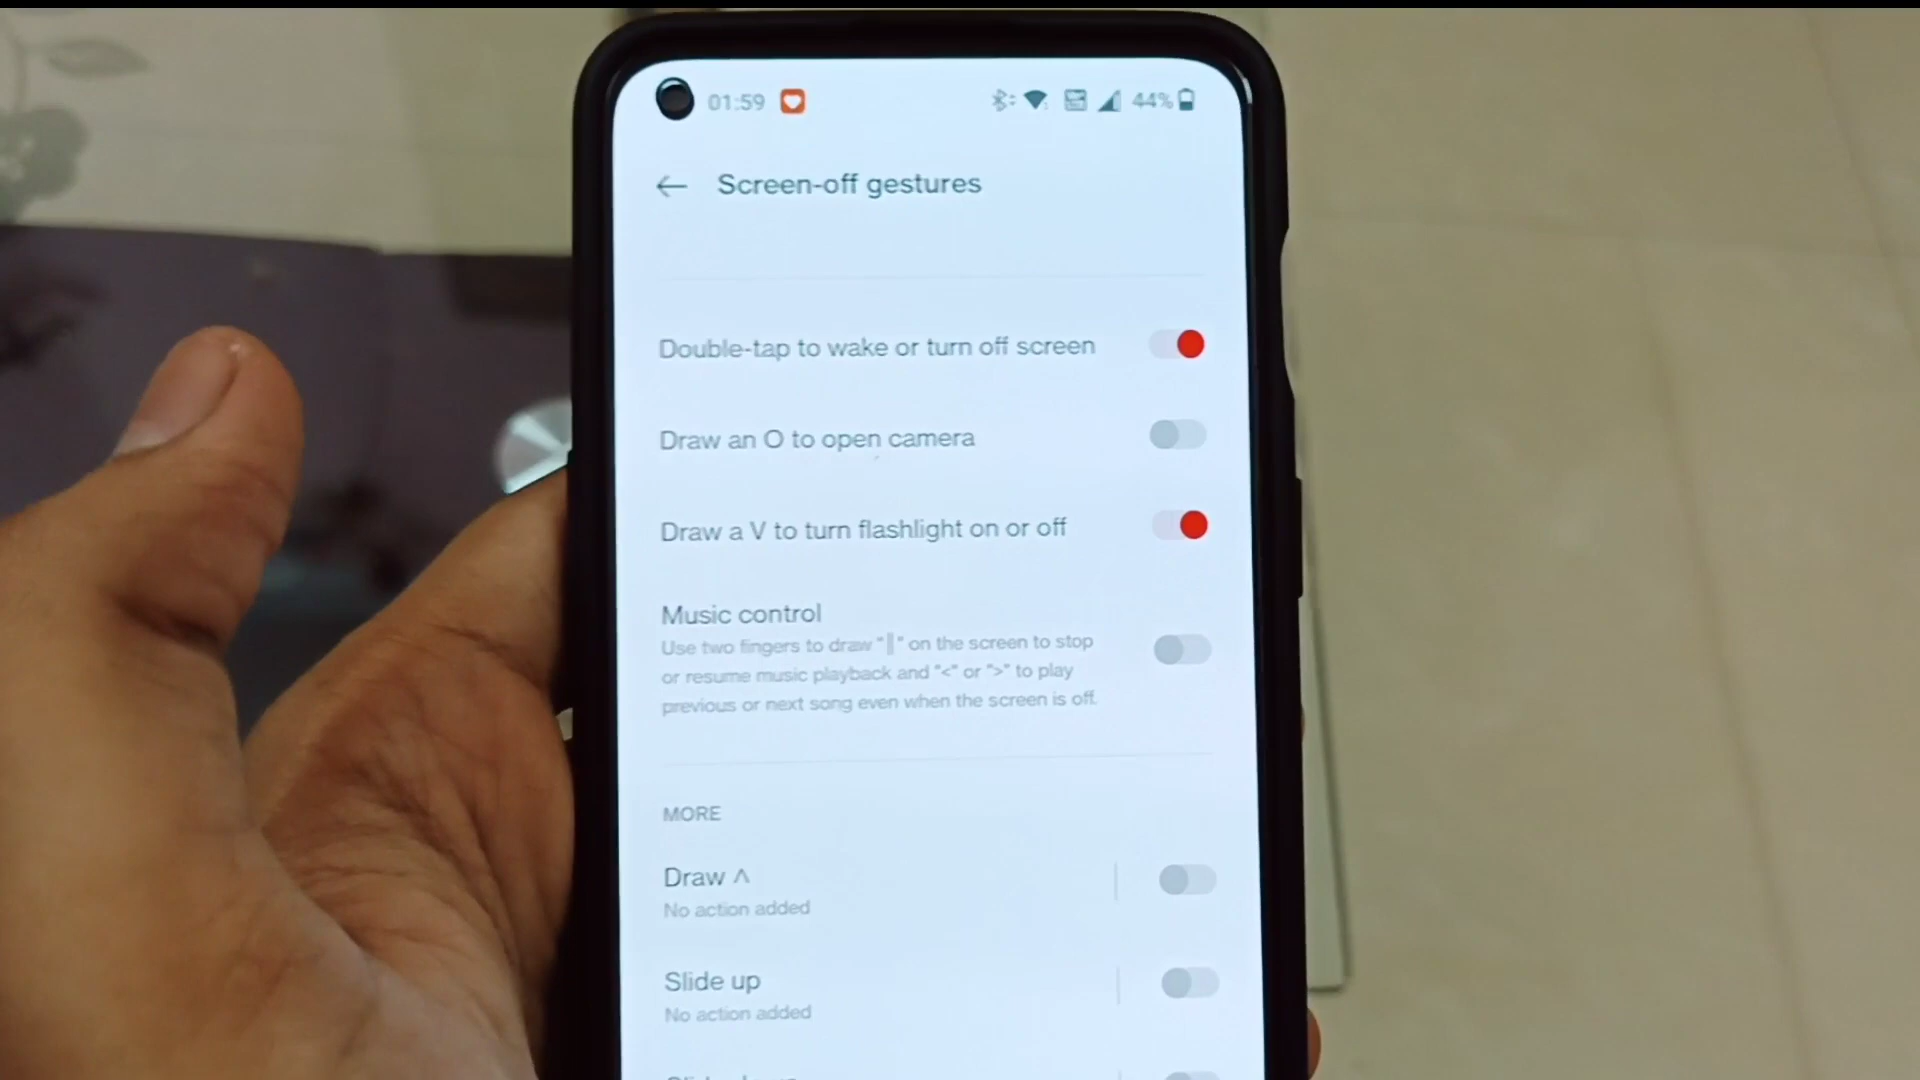 01:59 44%
Screen-off gestures
Double-tap to wake or turn off screen
Draw an O to open camera
Draw a V to turn flashlight on or off
Music control
Use two fingers to draw "||" on the screen to stop
or resume music playback and "<" or ">" to play
previous or next song even when the screen is off.
MORE
Draw ^
No action added
Slide up
No action added